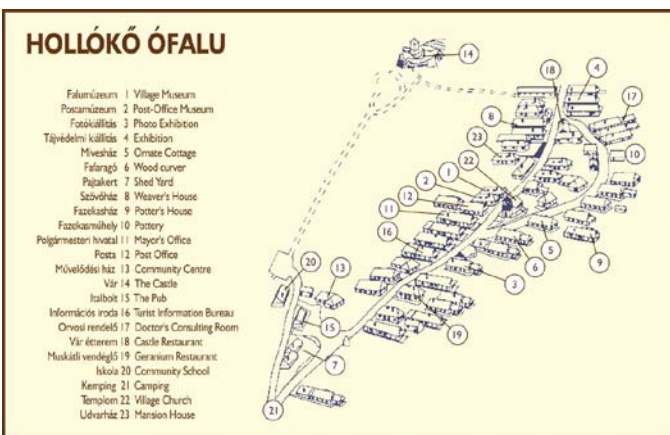 HOLLÓKŐ ÓFALU
Falumúzeum 1 Village Museum
Postamúzeum 2 Post-Office Museum
Fotókiállítás 3 Photo Exhibition
Tájvédelmi kiállítás 4 Exhibition
Mívesház 5 Ornate Cottage
Fafaragó 6 Wood curver
Pajtakert 7 Shed Yard
Szövőház 8 Weaver's House
Fazekasház 9 Potter's House
Fazekasműhely 10 Pottery
Polgármesteri hivatal 11 Mayor's Office
Posta 12 Post Office
Művelődési ház 13 Community Centre
Vár 14 The Castle
Italbolt 15 The Pub
Információs iroda 16 Turist Information Bureau
Orvosi rendelő 17 Doctor's Consulting Room
Vár étterem 18 Castle Restaurant
Muskátli vendéglő 19 Geranium Restaurant
Iskola 20 Community School
Kemping 21 Camping
Templom 22 Village Church
Udvarház 23 Mansion House
14
18
4
17
8
23
10
22
1
2
12
11
16
5
9
6
3
20
13
19
15
7
21